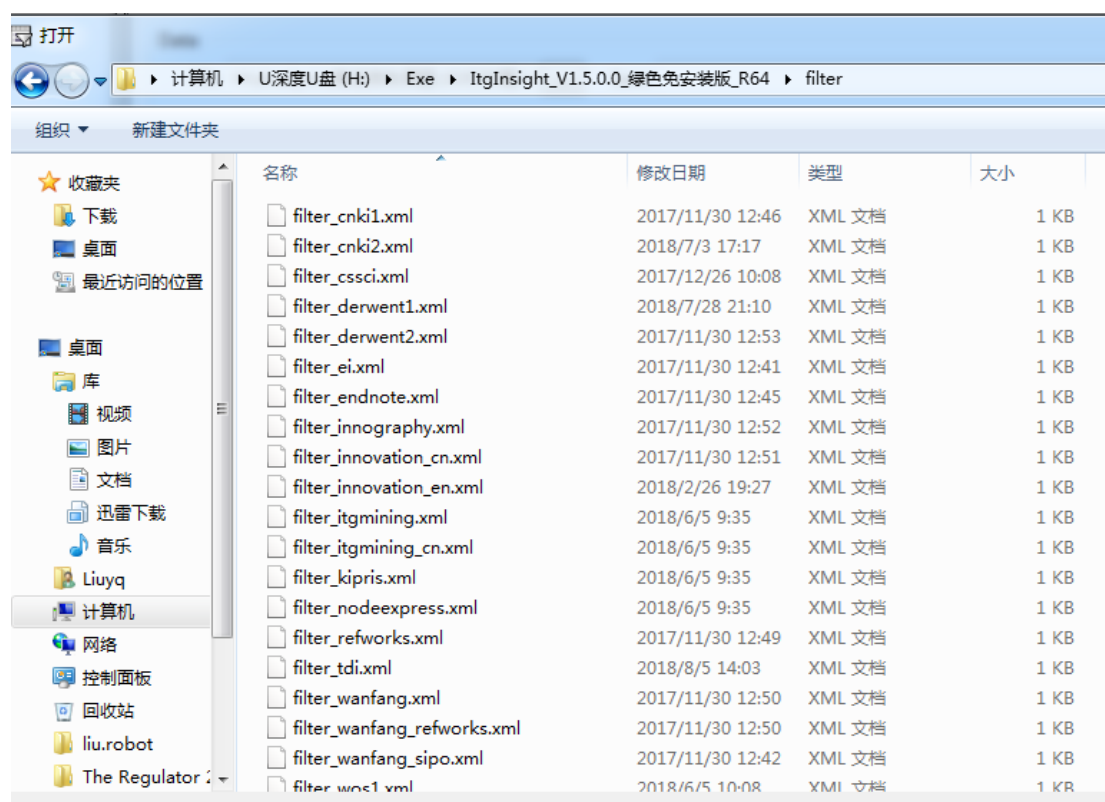 打开
计算机 U深度U盘 (H:) Exe ItgInsight_V1.5.0.0_绿色免安装版_R64 filter
组织 新建文件夹
收藏夹
下载
桌面
最近访问的位置
桌面
库
视频
图片
文档
迅雷下载
音乐
Liuyq
计算机
网络
控制面板
回收站
liu.robot
The Regulator 2
名称 修改日期 类型 大小
filter_cnki1.xml 2017/11/30 12:46 XML 文档 1 KB
filter_cnki2.xml 2018/7/3 17:17 XML 文档 1 KB
filter_cssci.xml 2017/12/26 10:08 XML 文档 1 KB
filter_derwent1.xml 2018/7/28 21:10 XML 文档 1 KB
filter_derwent2.xml 2017/11/30 12:53 XML 文档 1 KB
filter_ei.xml 2017/11/30 12:41 XML 文档 1 KB
filter_endnote.xml 2017/11/30 12:45 XML 文档 1 KB
filter_innography.xml 2017/11/30 12:52 XML 文档 1 KB
filter_innovation_cn.xml 2017/11/30 12:51 XML 文档 1 KB
filter_innovation_en.xml 2018/2/26 19:27 XML 文档 1 KB
filter_itgmining.xml 2018/6/5 9:35 XML 文档 1 KB
filter_itgmining_cn.xml 2018/6/5 9:35 XML 文档 1 KB
filter_kipris.xml 2018/6/5 9:35 XML 文档 1 KB
filter_nodeexpress.xml 2018/6/5 9:35 XML 文档 1 KB
filter_refworks.xml 2017/11/30 12:49 XML 文档 1 KB
filter_tdi.xml 2018/8/5 14:03 XML 文档 1 KB
filter_wanfang.xml 2017/11/30 12:50 XML 文档 1 KB
filter_wanfang_refworks.xml 2017/11/30 12:50 XML 文档 1 KB
filter_wanfang_sipo.xml 2017/11/30 12:42 XML 文档 1 KB
filter_wos1.xml 2018/6/5 10:08 XML 文档 1 KB